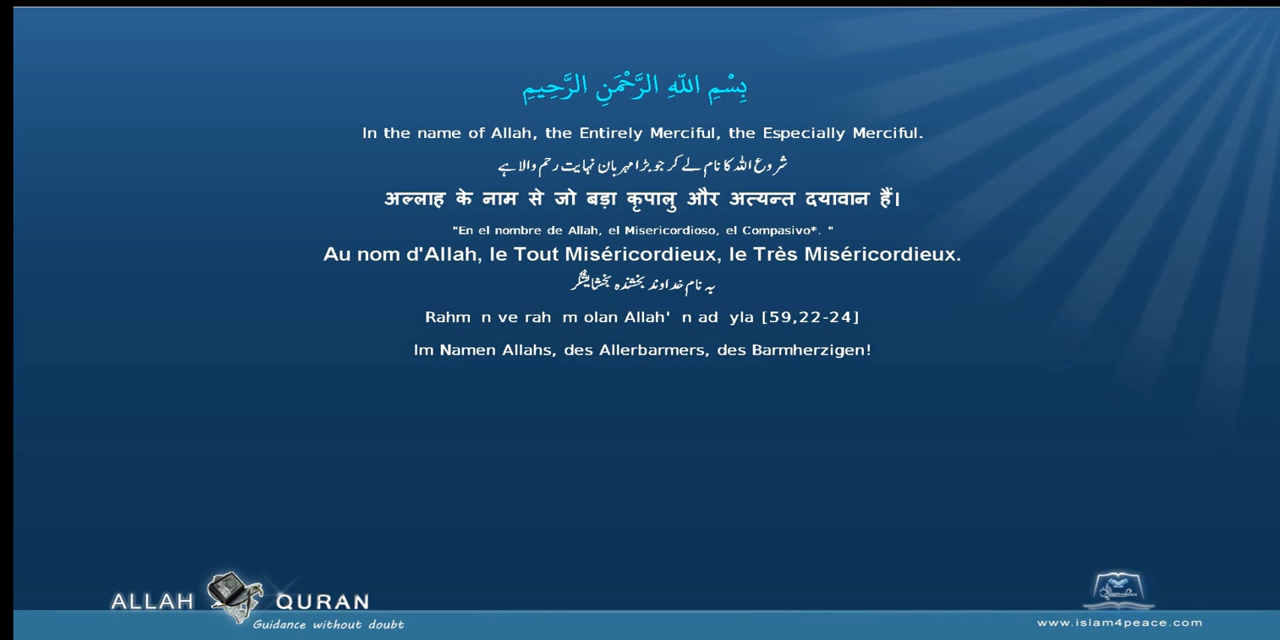 بِسْمِ اللّهِ الرَّحْمَنِ الرَّحِيمِ
In the name of Allah, the Entirely Merciful, the Especially Merciful.
شروع الله کا نام لے کر جو بڑا مہربان نہایت رحم والا ہے
अल्लाह के नाम से जो बड़ा कृपालु और अत्यन्त दयावान हैं।
"En el nombre de Allah, el Misericordioso, el Compasivo*. "
Au nom d'Allah, le Tout Miséricordieux, le Très Miséricordieux.
به نام خداوند بخشنده بخشایشگر
Rahm n ve rah m olan Allah' n ad yla [59,22-24]
Im Namen Allahs, des Allerbarmers, des Barmherzigen!
ALLAH QURAN
Guidance without doubt
www.islam4peace.com